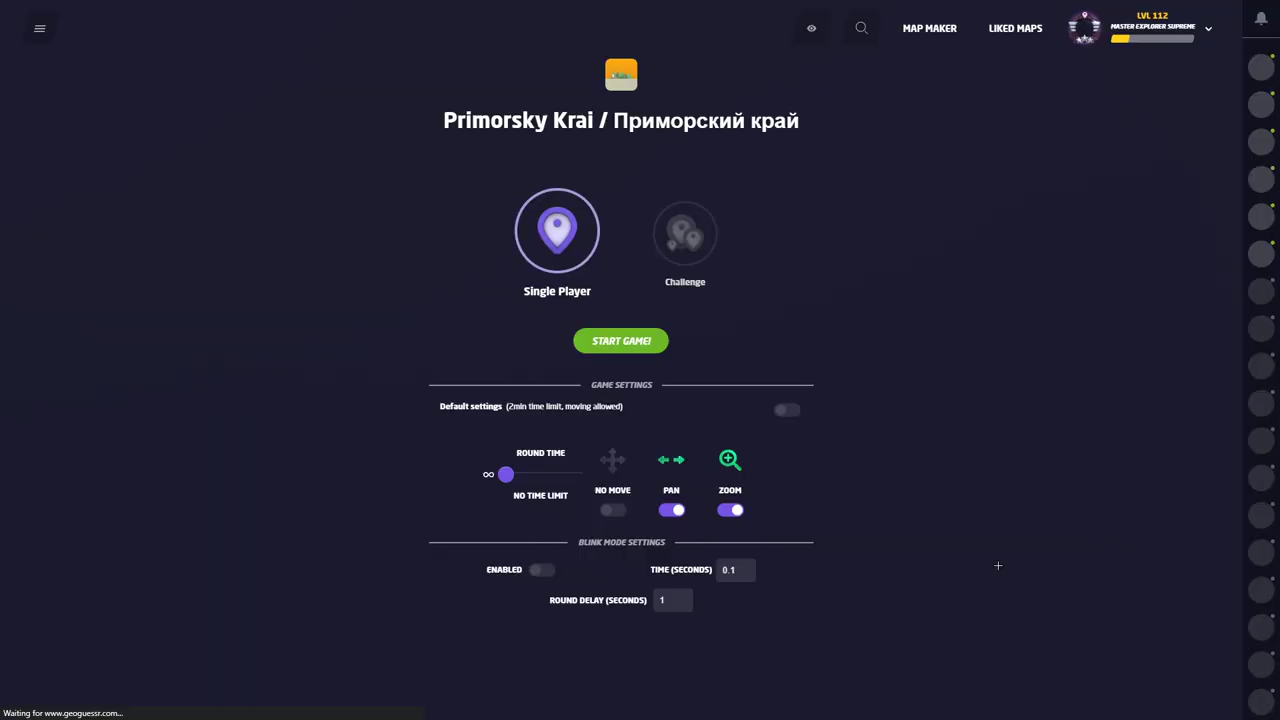 MAP MAKER
LIKED MAPS
LVL 112
MASTER EXPLORER SUPREME
Primorsky Krai / Приморский край
Single Player
Challenge
START GAME!
GAME SETTINGS
Default settings (2min time limit, moving allowed)
ROUND TIME
∞
NO TIME LIMIT
NO MOVE
PAN
ZOOM
BLINK MODE SETTINGS
ENABLED
TIME (SECONDS) 0.1
ROUND DELAY (SECONDS) 1
Waiting for www.geoguessr.com...